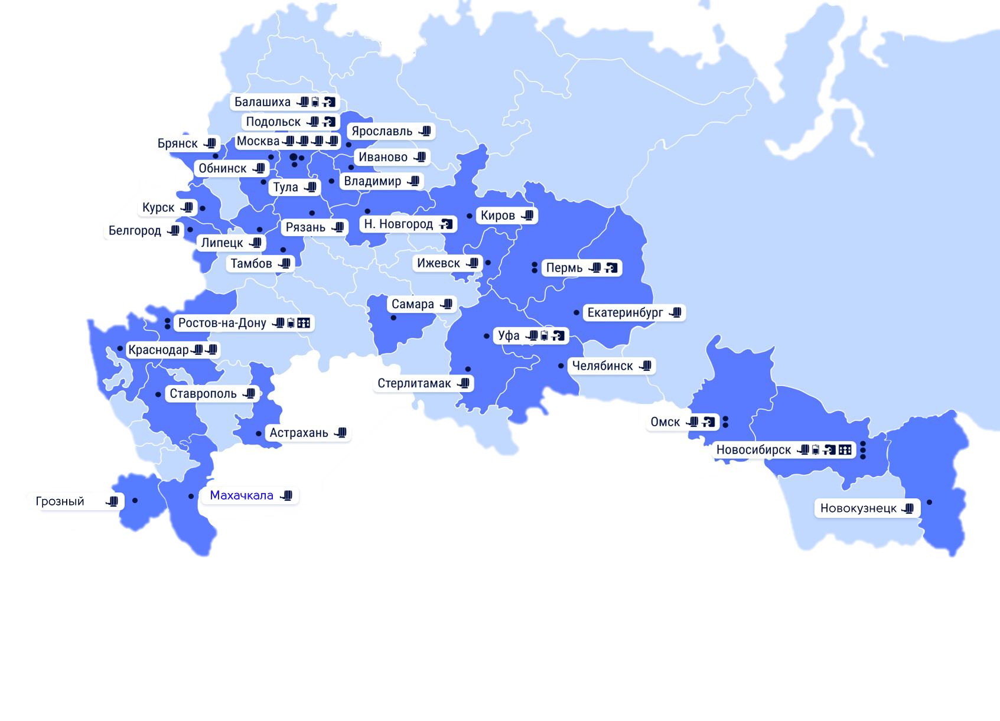 Балашиха
Подольск
Ярославль
Брянск
Москва
Иваново
Обнинск
Владимир
Тула
Курск
Киров
Белгород
Рязань
Н. Новгород
Липецк
Тамбов
Ижевск
Пермь
Самара
Екатеринбург
Ростов-на-Дону
Уфа
Краснодар
Челябинск
Стерлитамак
Ставрополь
Омск
Астрахань
Новосибирск
Грозный
Махачкала
Новокузнецк